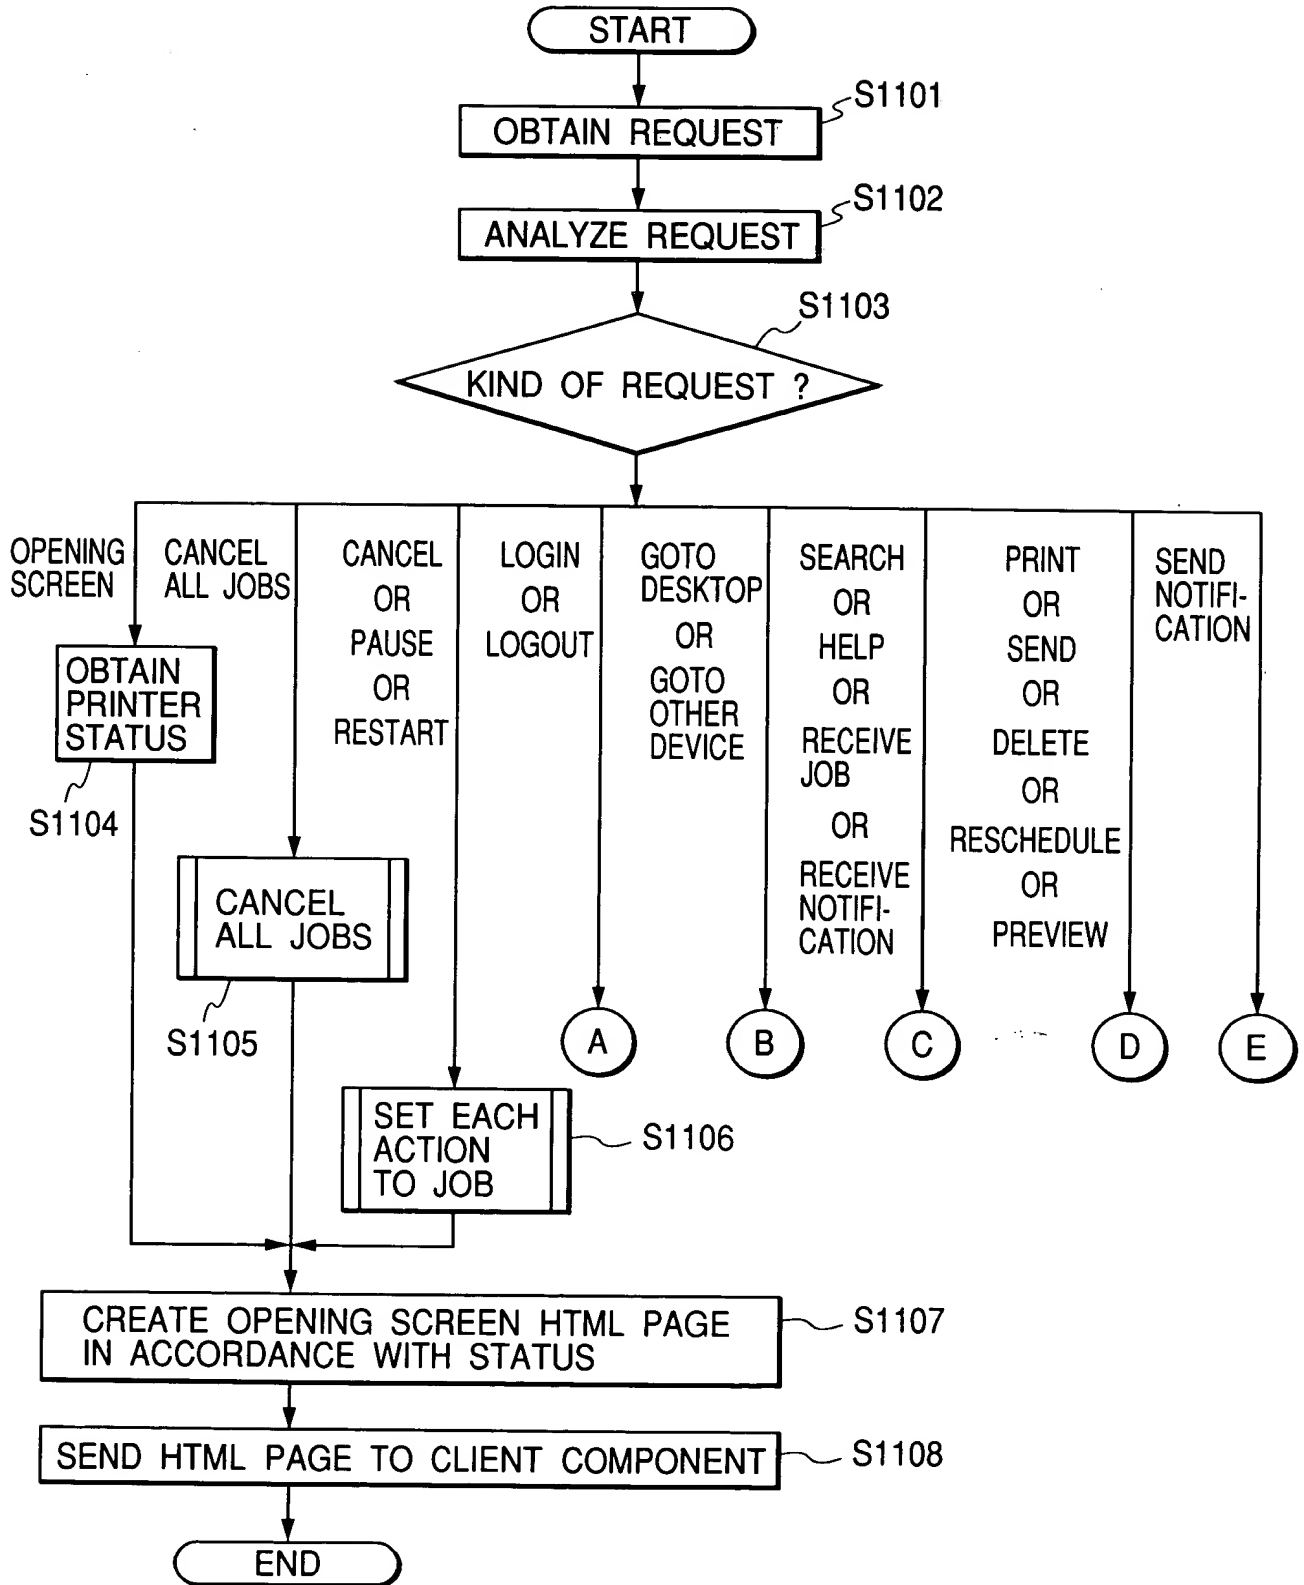 START
S1101
OBTAIN REQUEST
S1102
ANALYZE REQUEST
S1103
KIND OF REQUEST ?
OPENING
SCREEN
CANCEL
ALL JOBS
CANCEL
OR
PAUSE
OR
RESTART
LOGIN
OR
LOGOUT
GOTO
DESKTOP
OR
GOTO
OTHER
DEVICE
SEARCH
OR
HELP
OR
RECEIVE
JOB
OR
RECEIVE
NOTIFI-
CATION
PRINT
OR
SEND
OR
DELETE
OR
RESCHEDULE
OR
PREVIEW
SEND
NOTIFI-
CATION
OBTAIN
PRINTER
STATUS
S1104
CANCEL
ALL JOBS
S1105
A
B
C
D
E
SET EACH
ACTION
TO JOB
S1106
CREATE OPENING SCREEN HTML PAGE
IN ACCORDANCE WITH STATUS
S1107
SEND HTML PAGE TO CLIENT COMPONENT
S1108
END